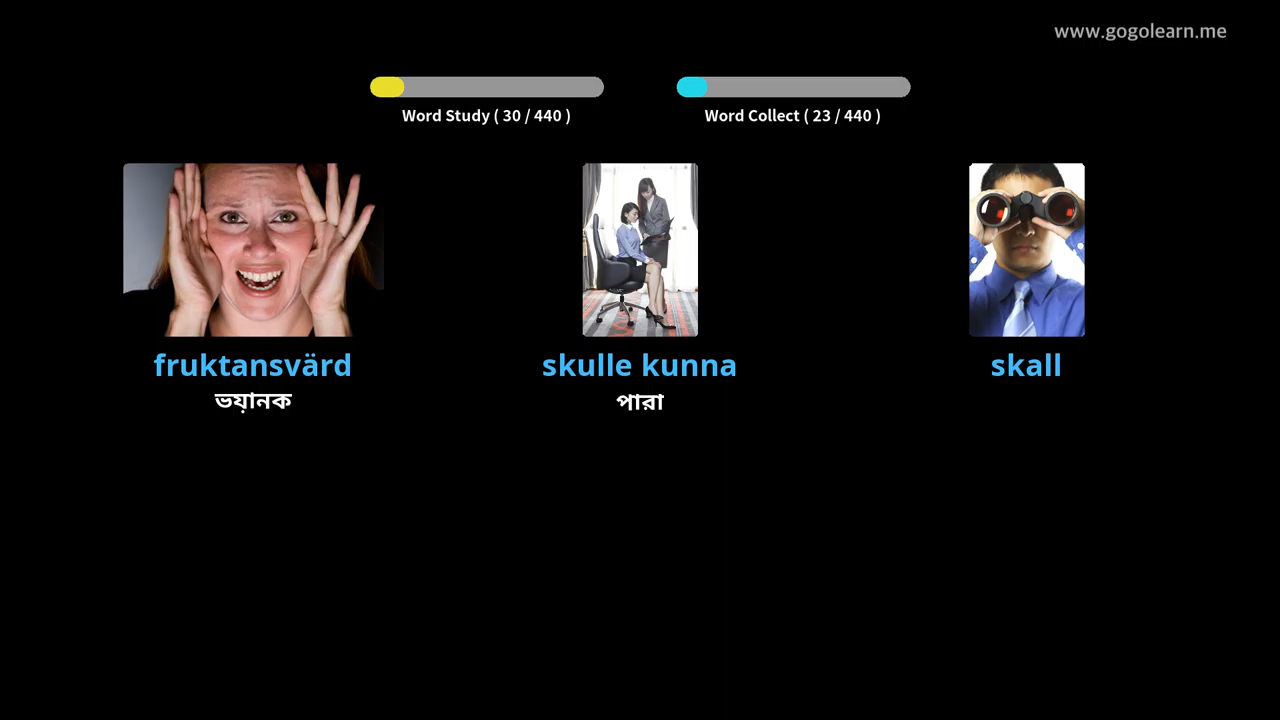 www.gogolearn.me
Word Study ( 30 / 440 )
Word Collect ( 23 / 440 )
fruktansvärd
skulle kunna
skall
ভয়ানক
পারা